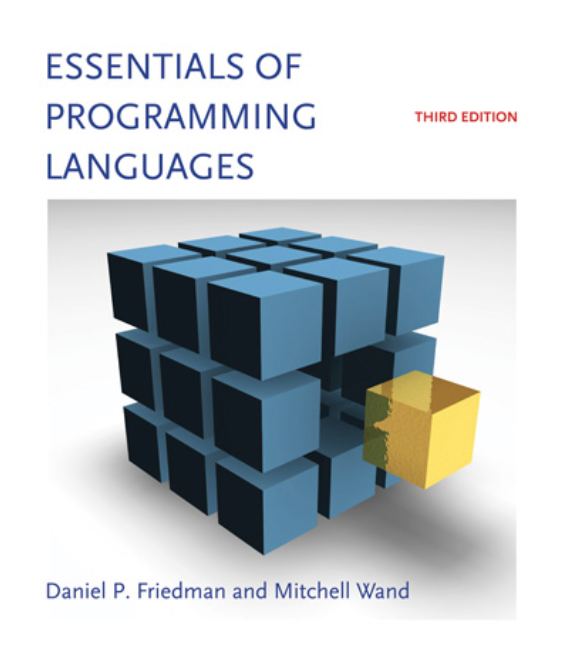 ESSENTIALS OF
PROGRAMMING
THIRD EDITION
LANGUAGES
Daniel P. Friedman and Mitchell Wand